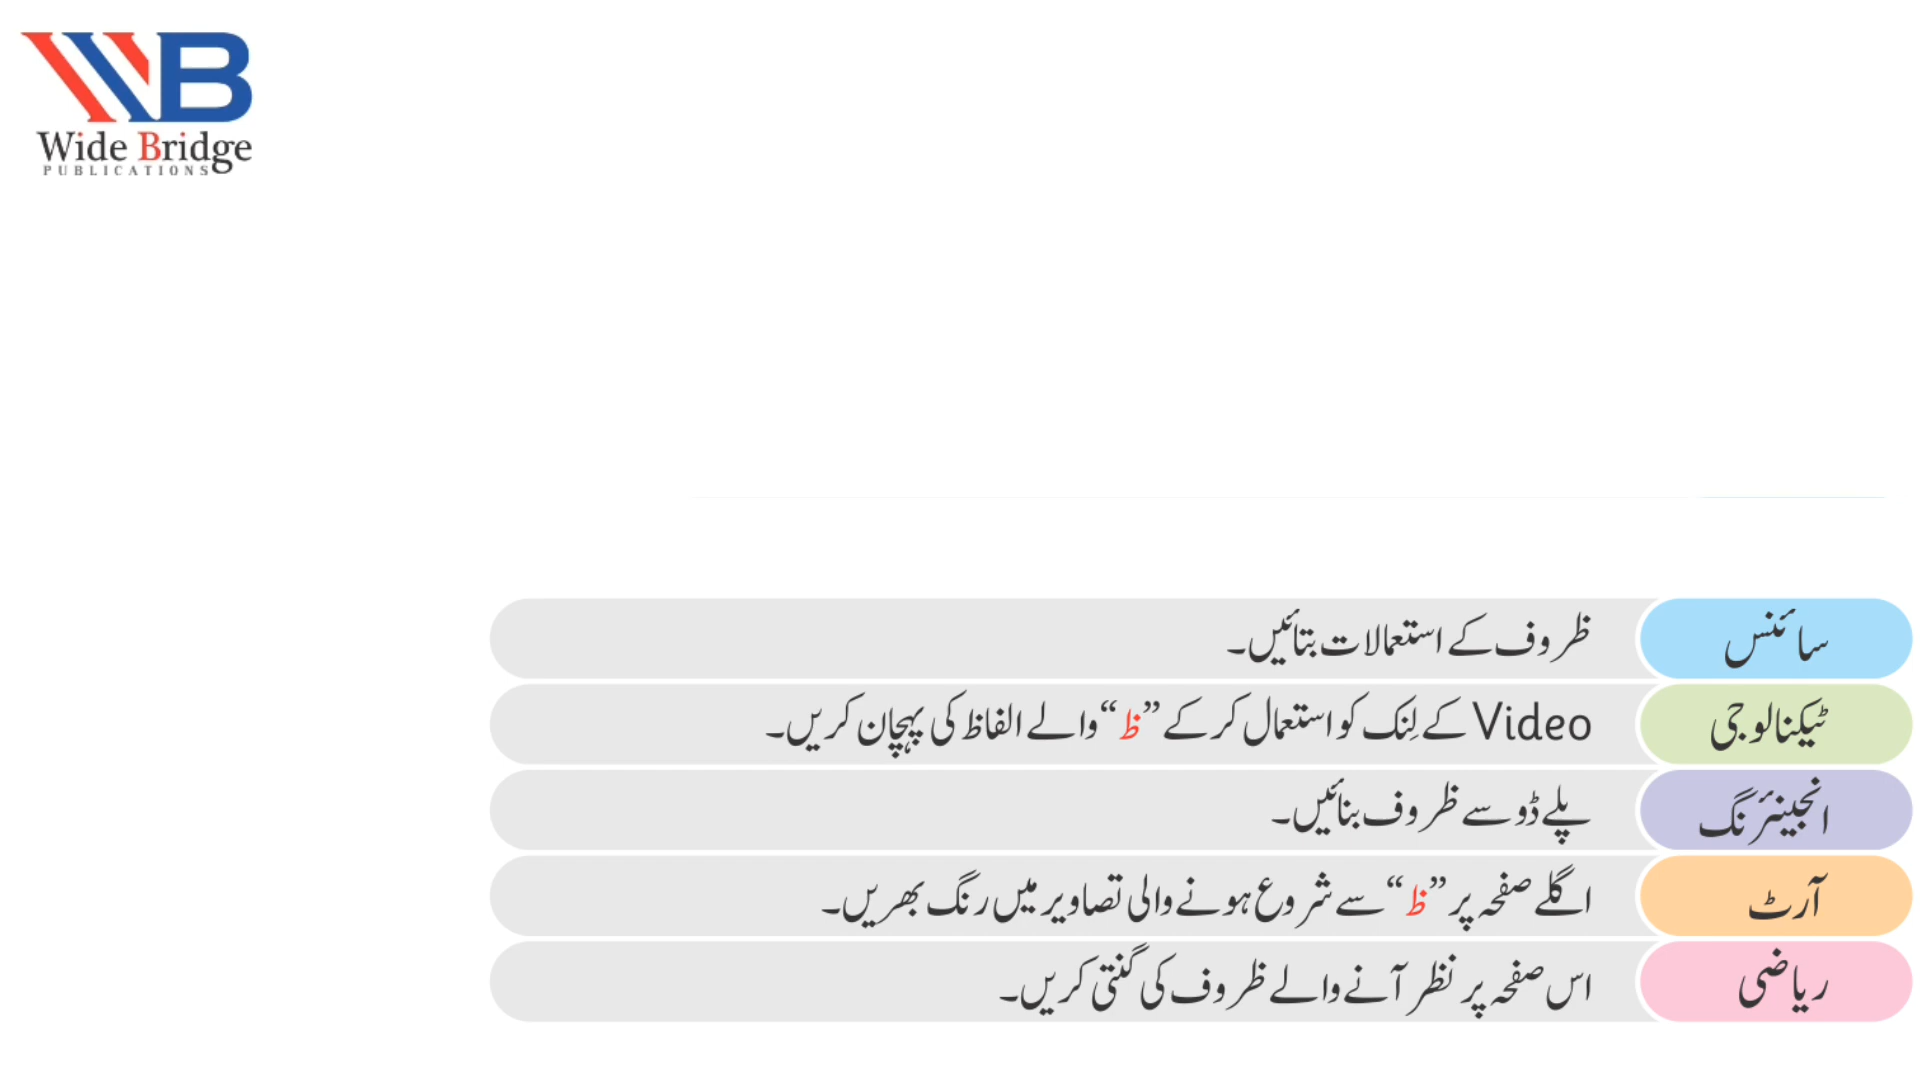 WB
Wide Bridge
PUBLICATIONS
سائنس ظروف کے استعمالات بتائیں۔
ٹیکنالوجی Video کے لِنک کو استعمال کر کے ”ظ“ والے الفاظ کی پہچان کریں۔
انجینئرنگ پلے ڈو سے ظروف بنائیں۔
آرٹ اگلے صفحہ پر ”ظ“ سے شروع ہونے والی تصاویر میں رنگ بھریں۔
ریاضی اس صفحہ پر نظر آنے والے ظروف کی گنتی کریں۔